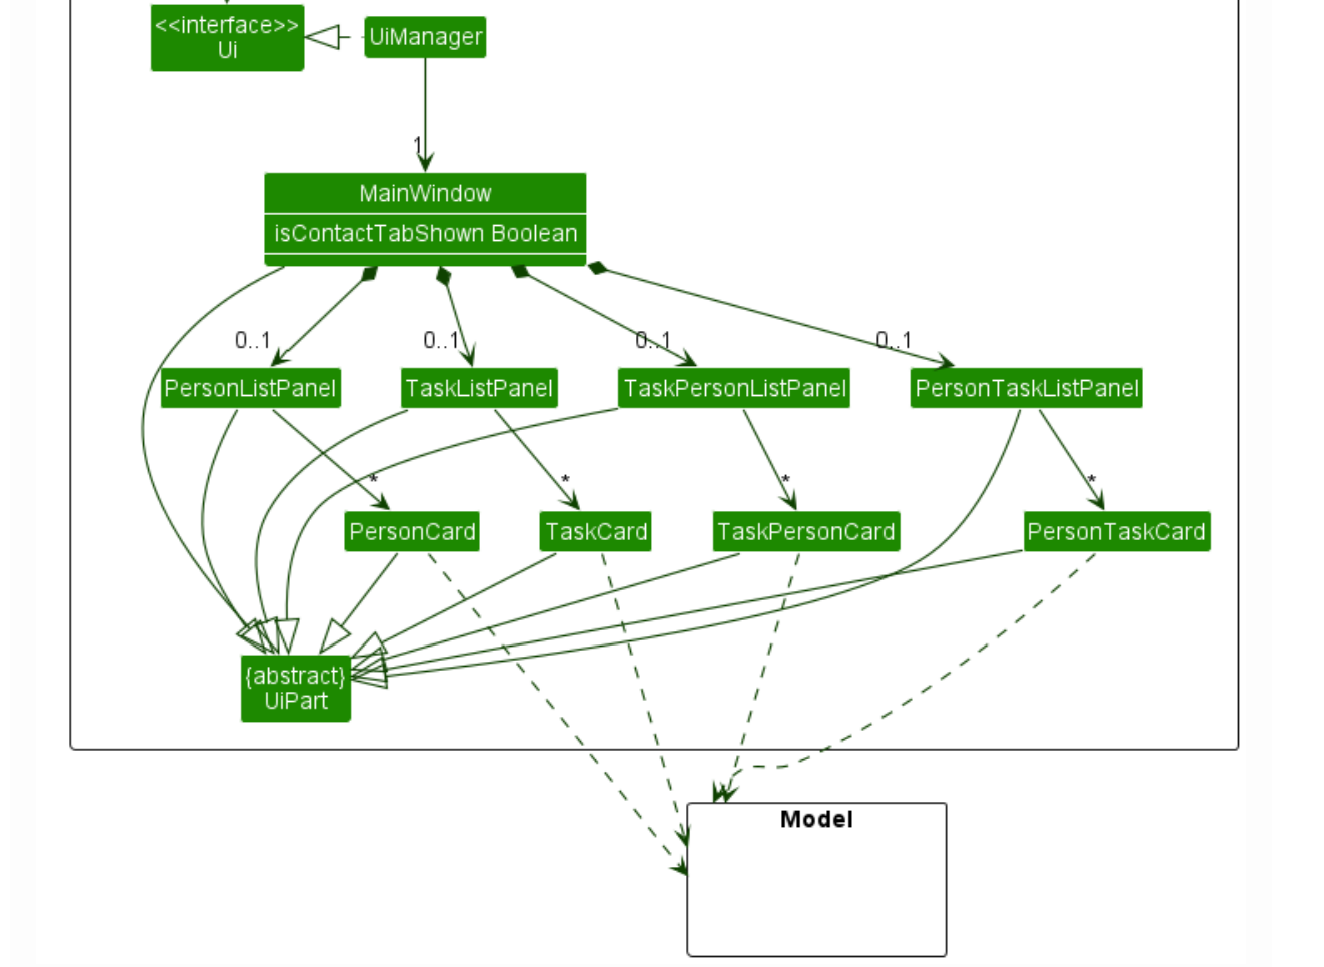 <<interface>>
Ui
UiManager
1
MainWindow
isContactTabShown Boolean
0..1
0..1
0..1
0..1
PersonListPanel
TaskListPanel
TaskPersonListPanel
PersonTaskListPanel
*
*
*
*
PersonCard
TaskCard
TaskPersonCard
PersonTaskCard
{abstract}
UiPart
Model